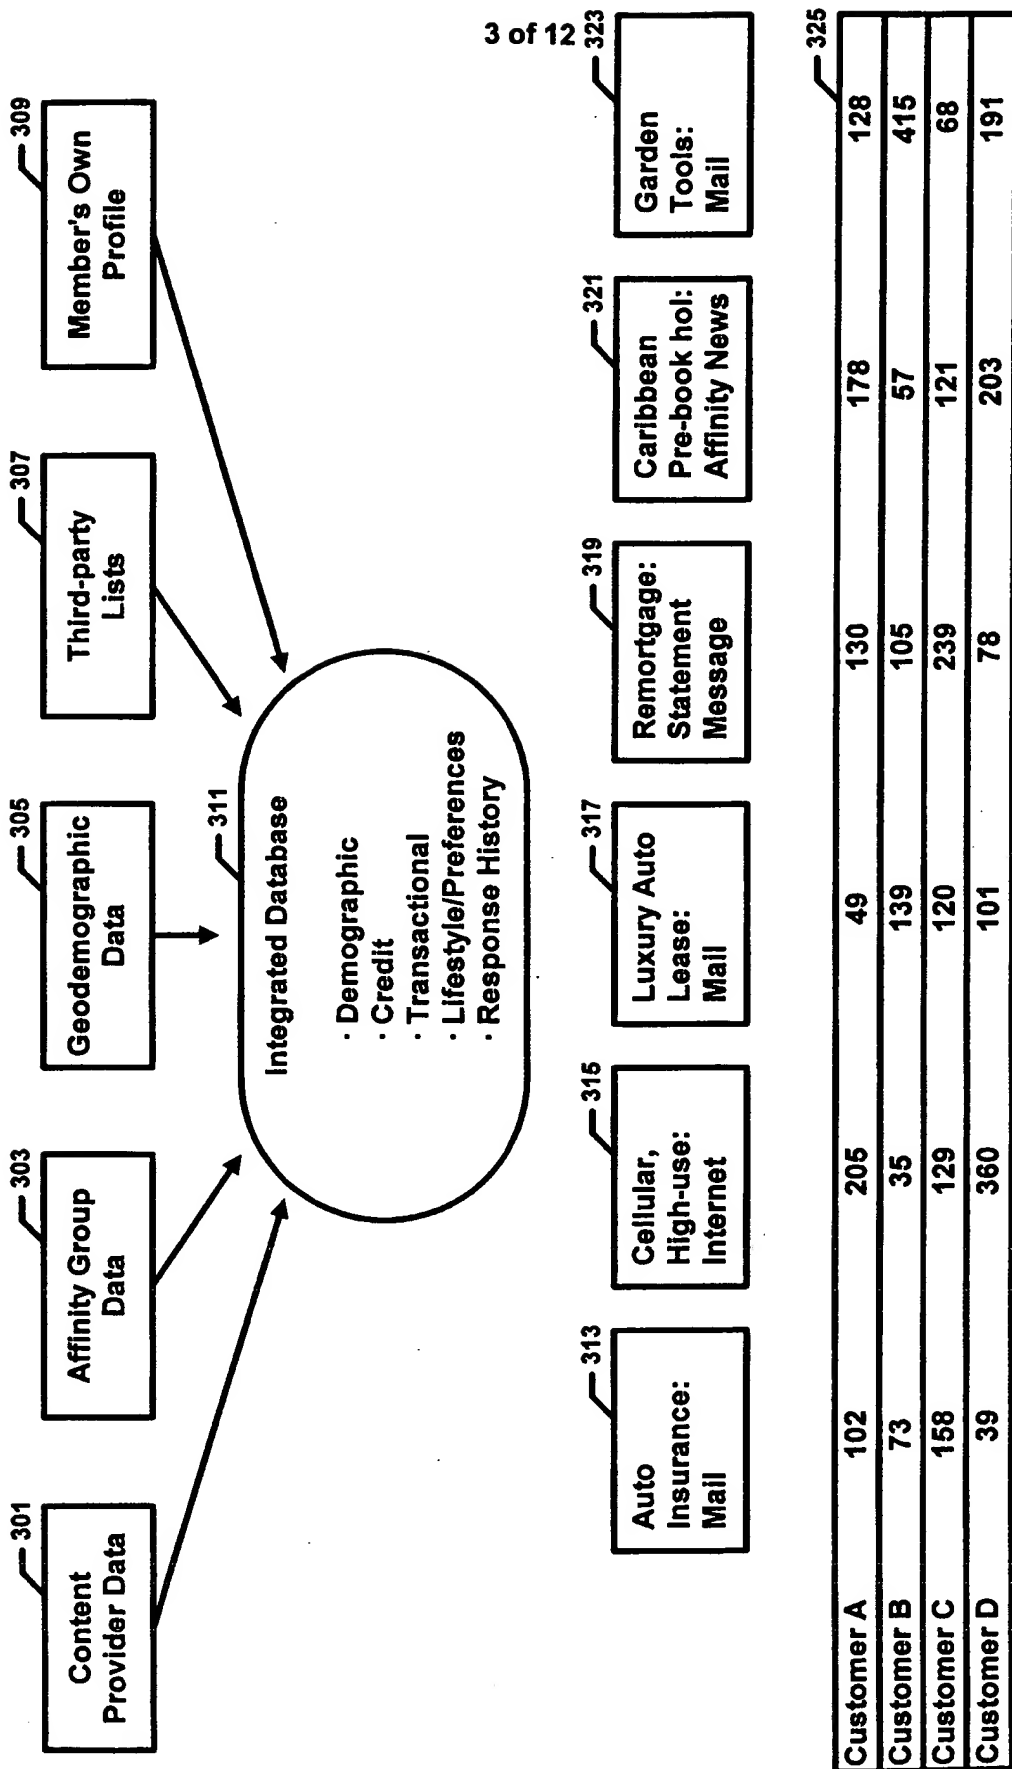 3 of 12
301
Content
Provider Data
303
Affinity Group
Data
305
Geodemographic
Data
307
Third-party
Lists
309
Member's Own
Profile
311
Integrated Database
· Demographic
· Credit
· Transactional
· Lifestyle/Preferences
· Response History
313
Auto
Insurance:
Mail
315
Cellular,
High-use:
Internet
317
Luxury Auto
Lease:
Mail
319
Remortgage:
Statement
Message
321
Caribbean
Pre-book hol:
Affinity News
323
Garden
Tools:
Mail
325
Customer A 102 205 49 130 178 128
Customer B 73 35 139 105 57 415
Customer C 158 129 120 239 121 68
Customer D 39 360 101 78 203 191